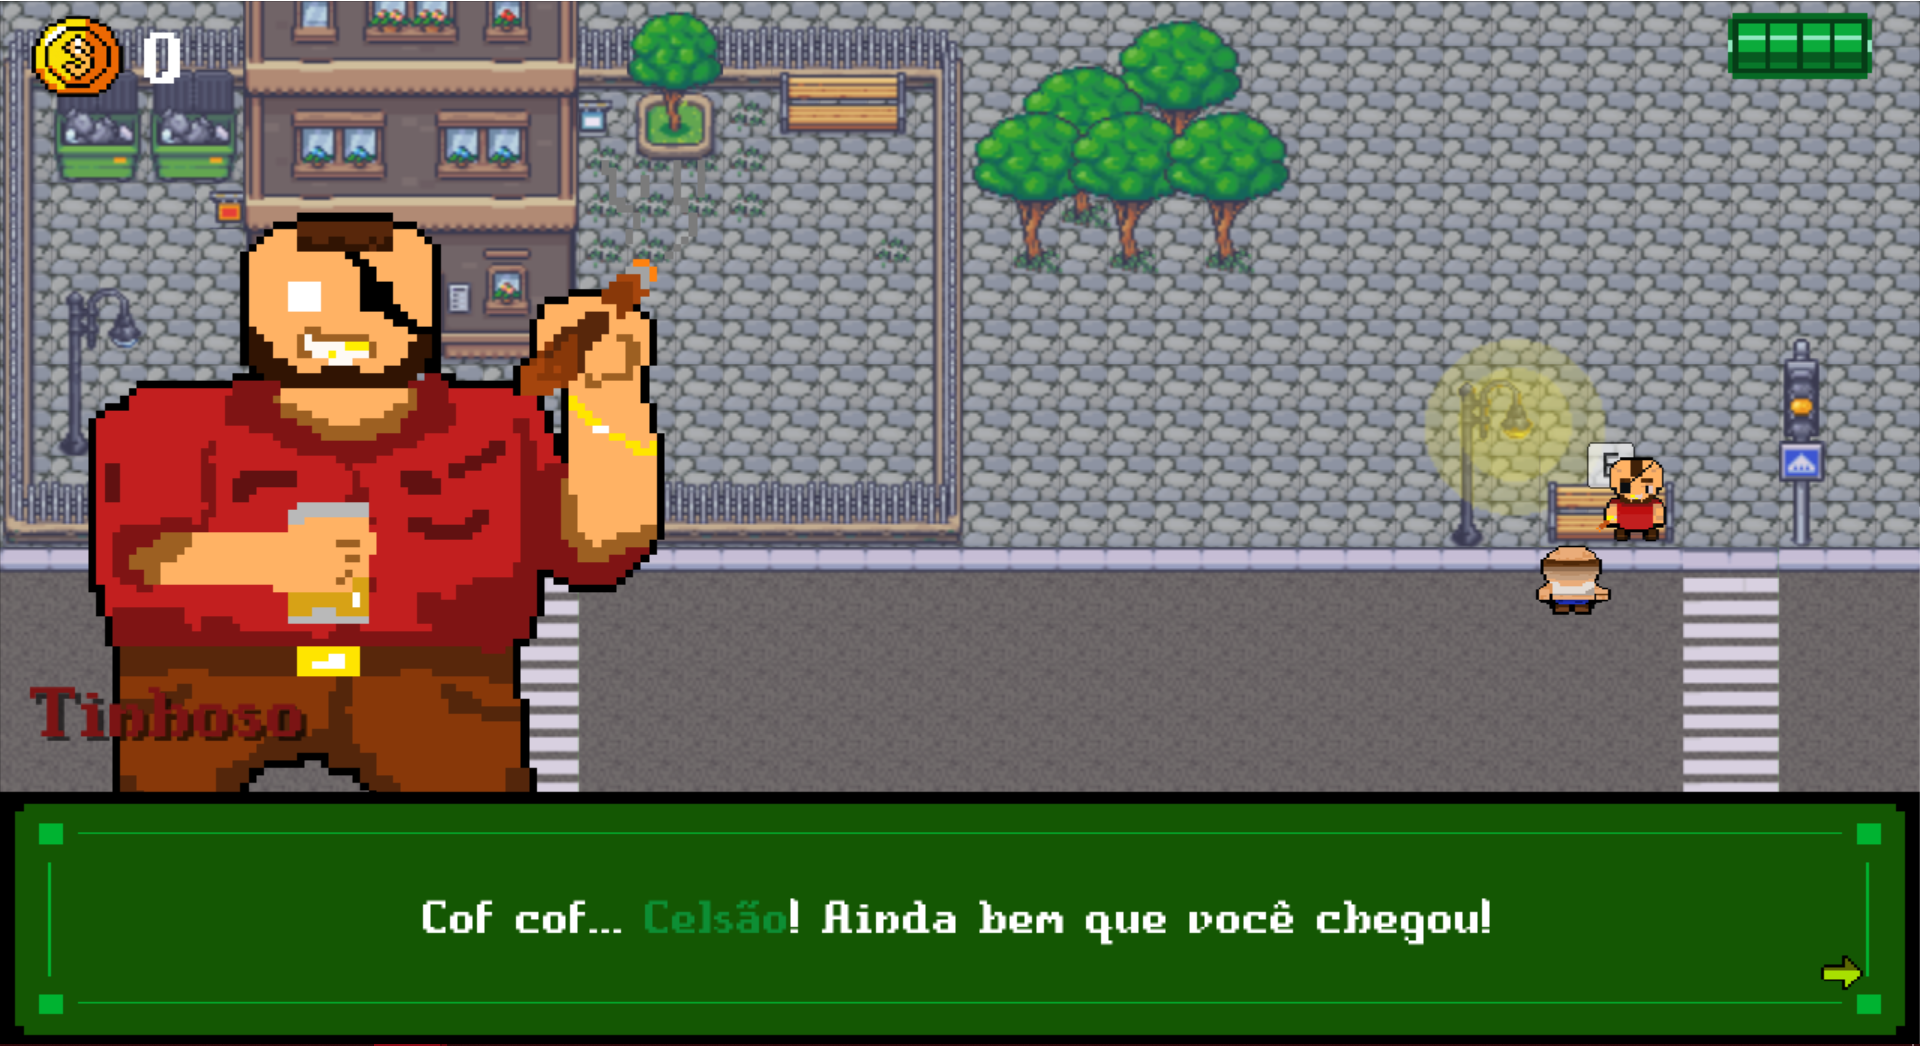 0
E
Tinhoso
Cof cof... Celsão! Ainda bem que você chegou!